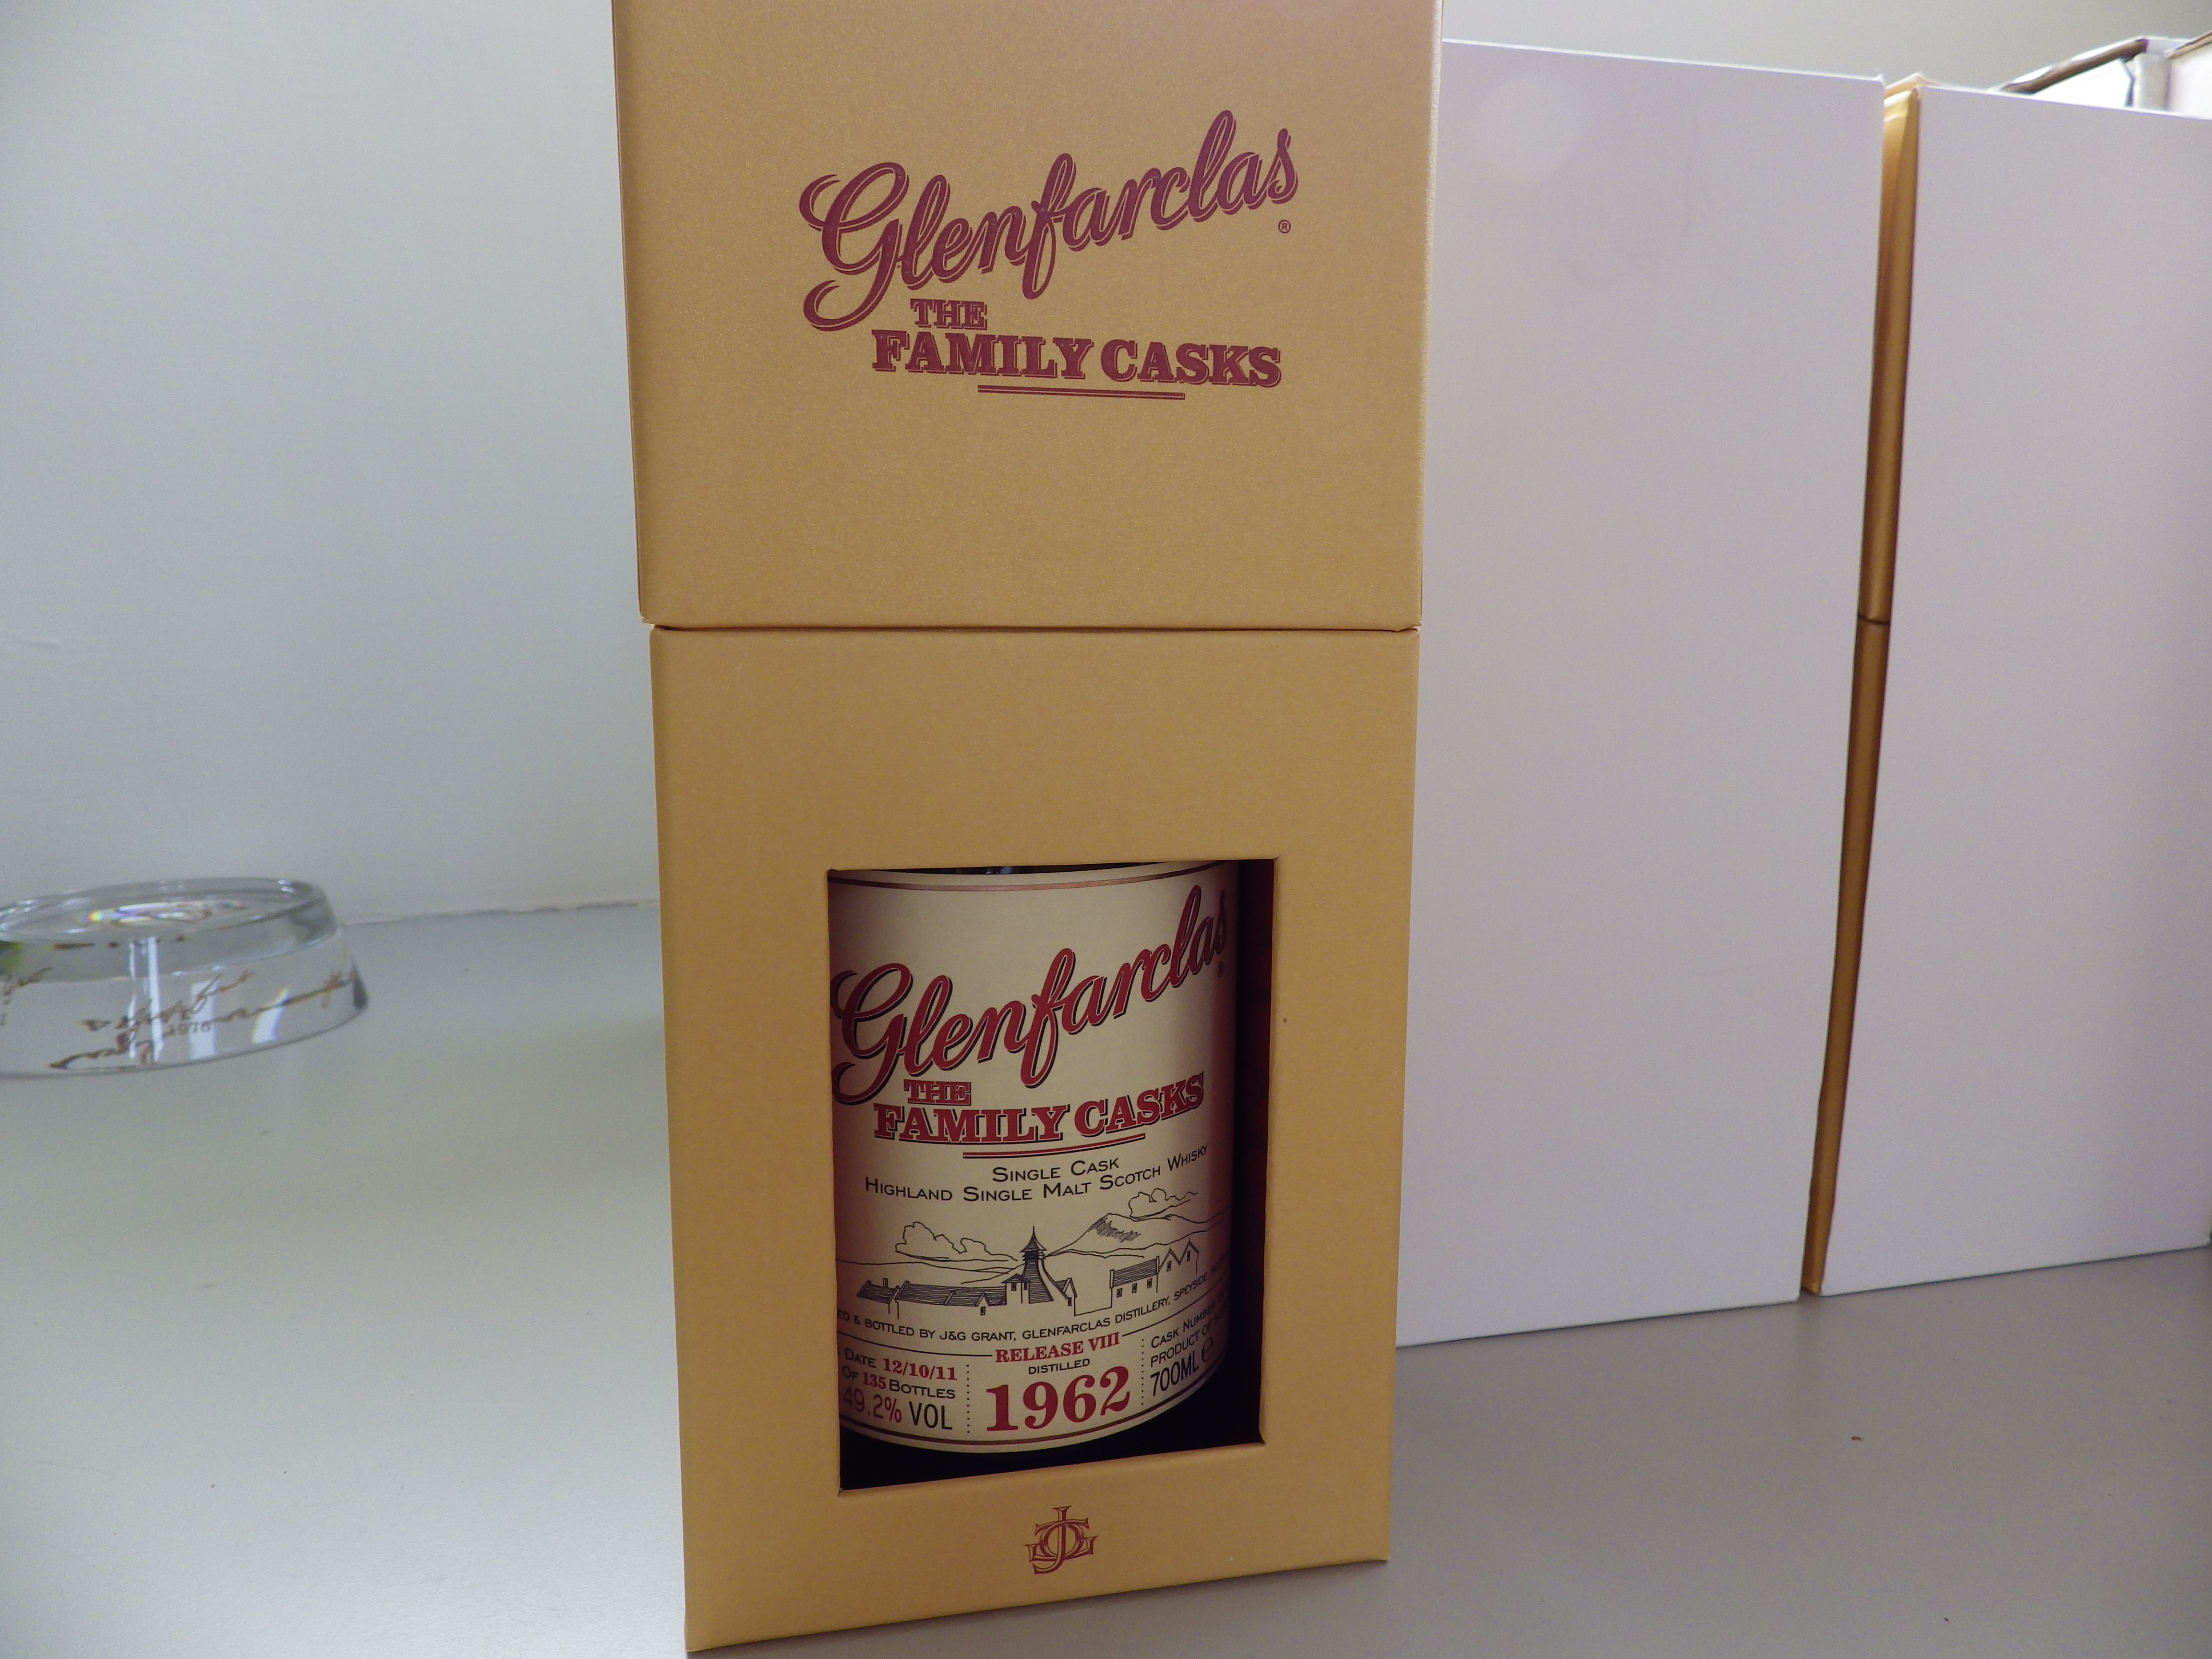 Glenfarclas
®
THE
FAMILY CASKS
Glenfarclas
®
THE
FAMILY CASKS
SINGLE CASK
HIGHLAND SINGLE MALT SCOTCH WHISKY
& BOTTLED BY J&G GRANT, GLENFARCLAS DISTILLERY, SPEYSIDE,
DATE 12/10/11
OF 135 BOTTLES
49.2% VOL
RELEASE VIII
DISTILLED
1962
CASK NUMBER
PRODUCT OF
700ML e
1976